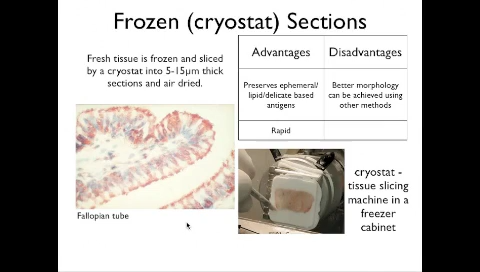 Frozen (cryostat) Sections
Fresh tissue is frozen and sliced
by a cryostat into 5-15µm thick
sections and air dried.
Advantages
Disadvantages
Preserves ephemeral/
lipid/delicate based
antigens
Better morphology
can be achieved using
other methods
Rapid
Fallopian tube
cryostat -
tissue slicing
machine in a
freezer
cabinet